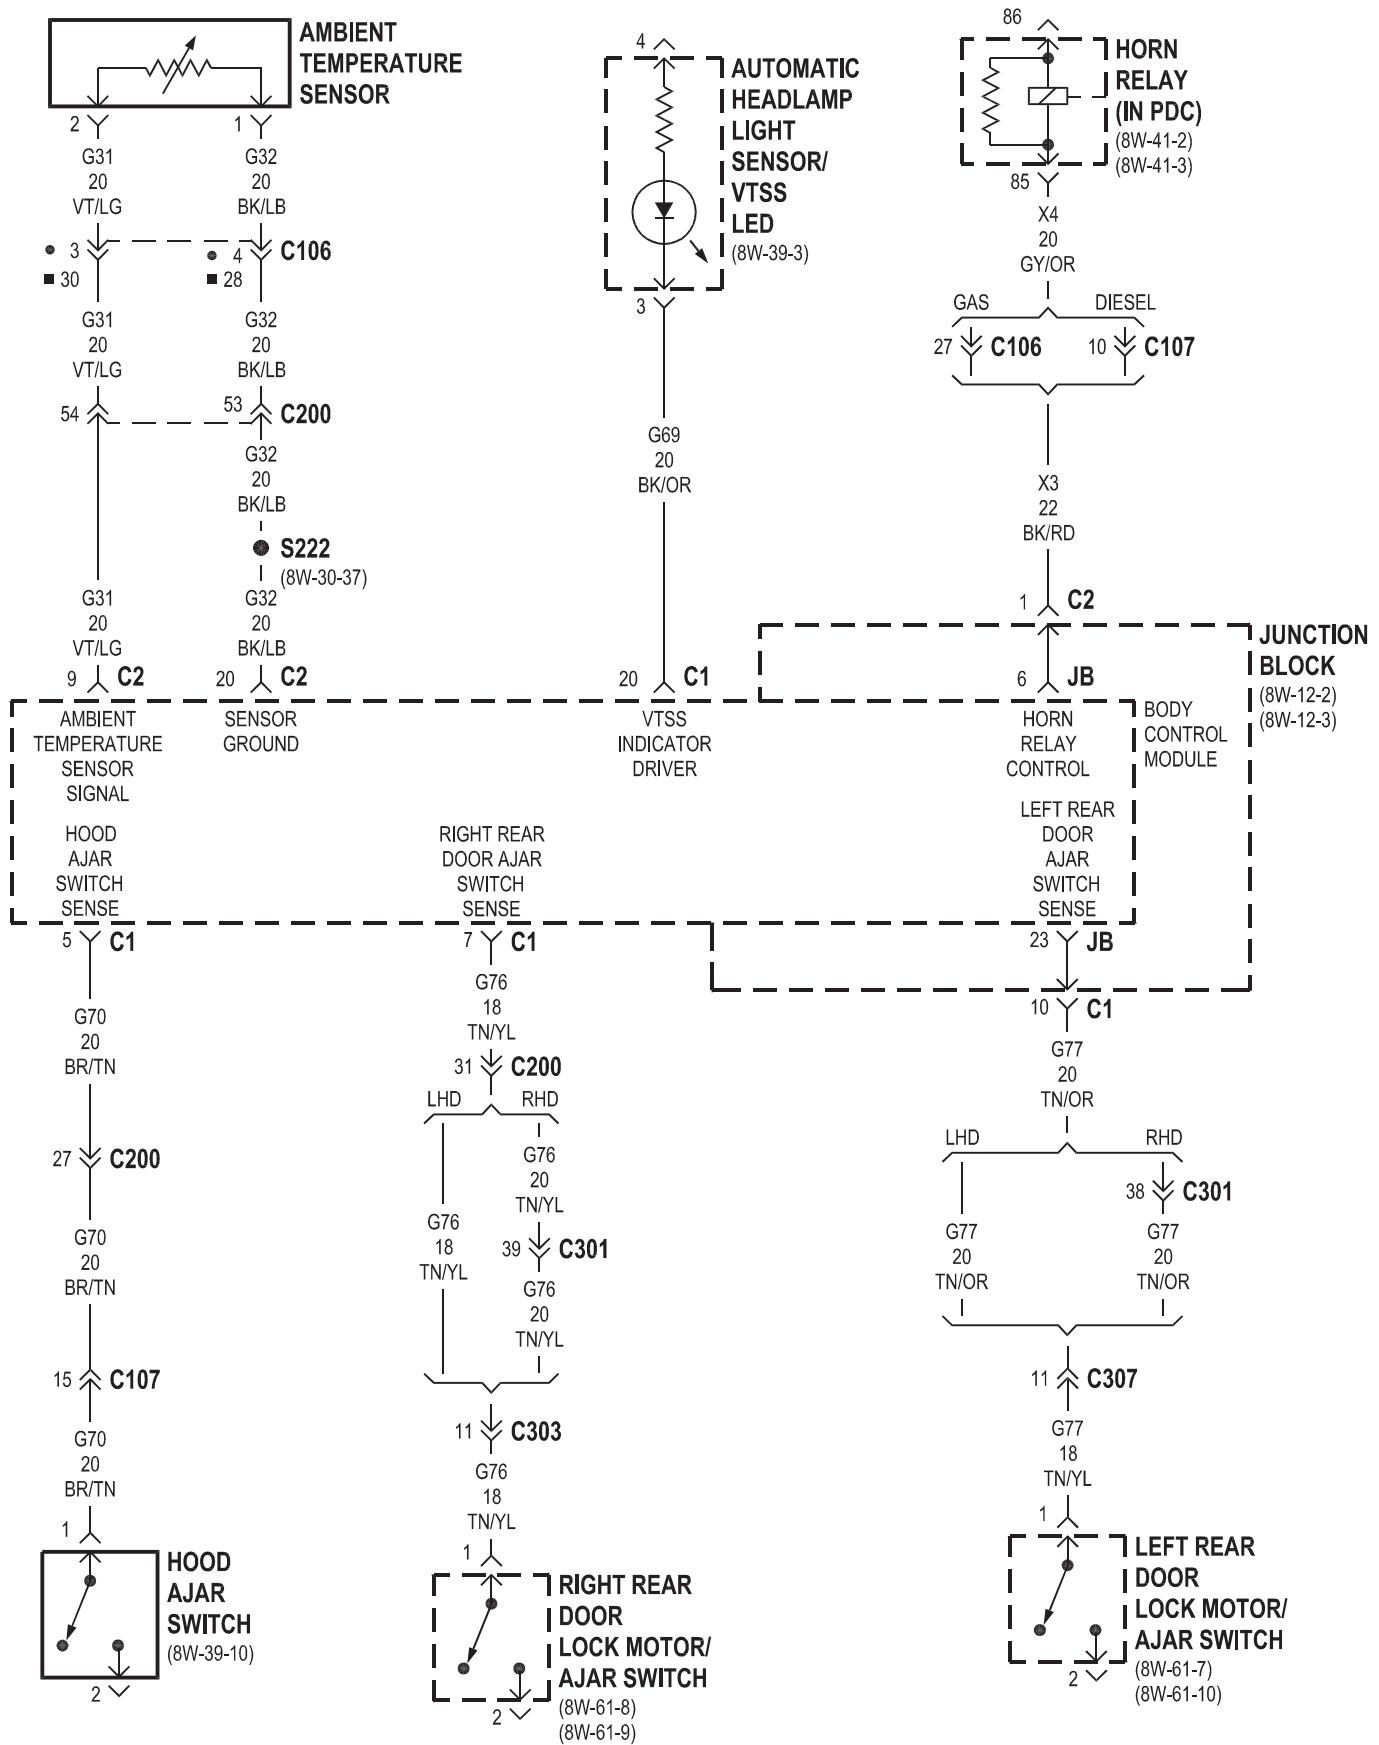 AMBIENT
TEMPERATURE
SENSOR
2
1
G31
20
VT/LG
G32
20
BK/LB
3
30
4
28
C106
G31
20
VT/LG
G32
20
BK/LB
54
53
C200
G32
20
BK/LB
S222
(8W-30-37)
G31
20
VT/LG
G32
20
BK/LB
9
C2
20
C2
4
AUTOMATIC
HEADLAMP
LIGHT
SENSOR/
VTSS
LED
(8W-39-3)
3
G69
20
BK/OR
20
C1
86
HORN
RELAY
(IN PDC)
(8W-41-2)
(8W-41-3)
85
X4
20
GY/OR
GAS
DIESEL
27
C106
10
C107
X3
22
BK/RD
1
C2
JUNCTION
BLOCK
(8W-12-2)
(8W-12-3)
6
JB
AMBIENT
TEMPERATURE
SENSOR
SIGNAL
SENSOR
GROUND
VTSS
INDICATOR
DRIVER
HORN
RELAY
CONTROL
BODY
CONTROL
MODULE
HOOD
AJAR
SWITCH
SENSE
RIGHT REAR
DOOR AJAR
SWITCH
SENSE
LEFT REAR
DOOR
AJAR
SWITCH
SENSE
5
C1
G70
20
BR/TN
27
C200
G70
20
BR/TN
15
C107
G70
20
BR/TN
1
HOOD
AJAR
SWITCH
(8W-39-10)
2
7
C1
G76
18
TN/YL
31
C200
LHD
RHD
G76
18
TN/YL
G76
20
TN/YL
39
C301
G76
20
TN/YL
11
C303
G76
18
TN/YL
1
RIGHT REAR
DOOR
LOCK MOTOR/
AJAR SWITCH
(8W-61-8)
(8W-61-9)
2
23
JB
10
C1
G77
20
TN/OR
LHD
RHD
38
C301
G77
20
TN/OR
G77
20
TN/OR
11
C307
G77
18
TN/YL
1
LEFT REAR
DOOR
LOCK MOTOR/
AJAR SWITCH
(8W-61-7)
(8W-61-10)
2